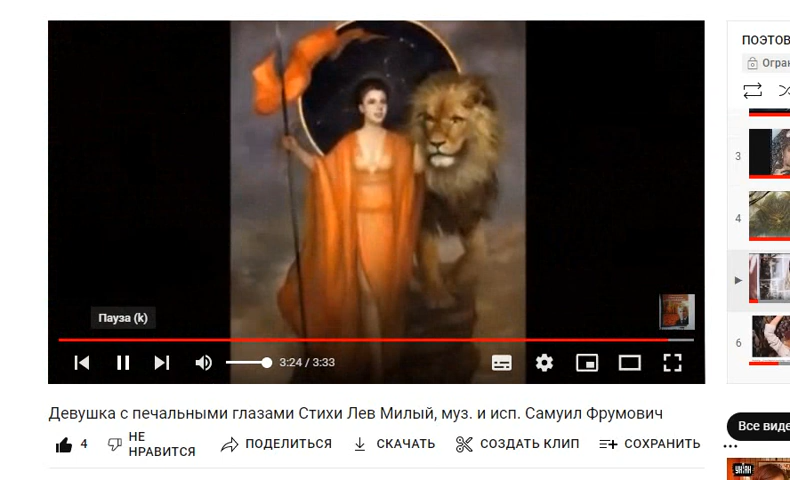 ПОЭТОВ
Огран
3
4
Пауза (k)
3:24 / 3:33
6
Девушка с печальными глазами Стихи Лев Милый, муз. и исп. Самуил Фрумович
4
НЕ
НРАВИТСЯ
ПОДЕЛИТЬСЯ
СКАЧАТЬ
СОЗДАТЬ КЛИП
СОХРАНИТЬ
Все виде